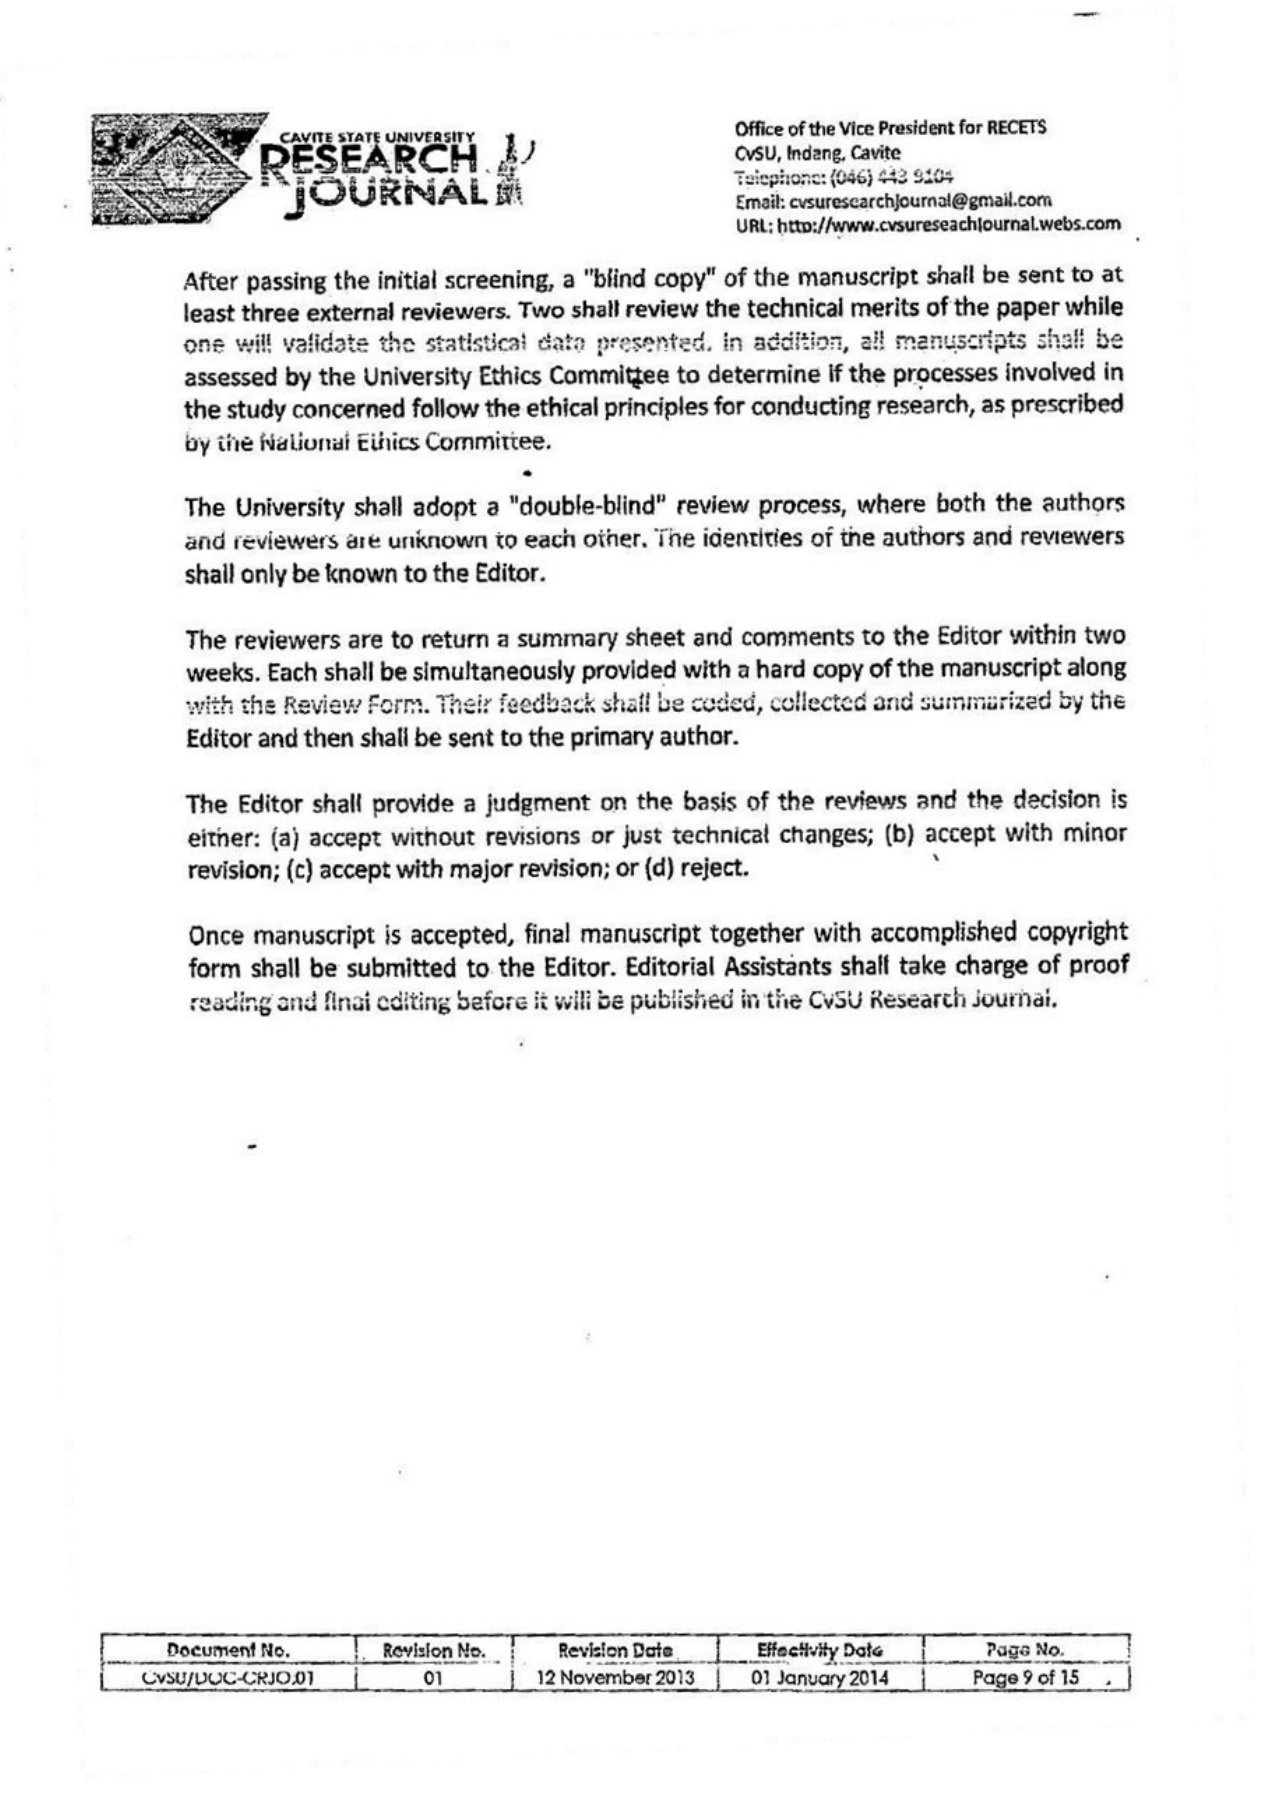 CAVITE STATE UNIVERSITY
RESEARCH
JOURNAL
Office of the Vice President for RECETS
CvSU, Indang, Cavite
Telephone: (046) 443 9104
Email: cvsuresearchjournal@gmail.com
URL: http://www.cvsureseachjournal.webs.com
After passing the initial screening, a "blind copy" of the manuscript shall be sent to at
least three external reviewers. Two shall review the technical merits of the paper while
one will validate the statistical data presented. In addition, all manuscripts shall be
assessed by the University Ethics Committee to determine if the processes involved in
the study concerned follow the ethical principles for conducting research, as prescribed
by the National Ethics Committee.
The University shall adopt a "double-blind" review process, where both the authors
and reviewers are unknown to each other. The identities of the authors and reviewers
shall only be known to the Editor.
The reviewers are to return a summary sheet and comments to the Editor within two
weeks. Each shall be simultaneously provided with a hard copy of the manuscript along
with the Review Form. Their feedback shall be coded, collected and summarized by the
Editor and then shall be sent to the primary author.
The Editor shall provide a judgment on the basis of the reviews and the decision is
either: (a) accept without revisions or just technical changes; (b) accept with minor
revision; (c) accept with major revision; or (d) reject.
Once manuscript is accepted, final manuscript together with accomplished copyright
form shall be submitted to the Editor. Editorial Assistants shall take charge of proof
reading and final editing before it will be published in the CvSU Research Journal.
Document No. Revision No. Revision Date Effectivity Date Page No.
CvSU/DOC-CRJO.01 01 12 November 2013 01 January 2014 Page 9 of 15